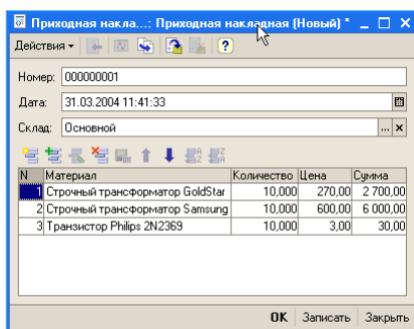 Приходная накла...: Приходная накладная (Новый) *
Действия
Номер: 000000001
Дата: 31.03.2004 11:41:33
Склад: Основной
N Материал Количество Цена Сумма
1 Строчный трансформатор GoldStar 10,000 270,00 2 700,00
2 Строчный трансформатор Samsung 10,000 600,00 6 000,00
3 Транзистор Philips 2N2369 10,000 3,00 30,00
OK Записать Закрыть